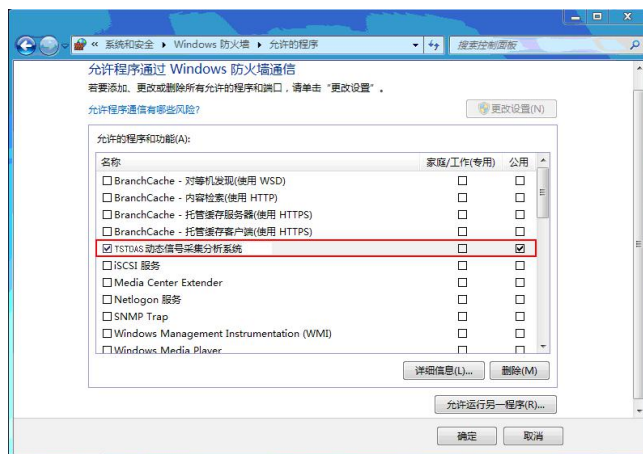 « 系统和安全 ▸ Windows 防火墙 ▸ 允许的程序
搜索控制面板
允许程序通过 Windows 防火墙通信
若要添加、更改或删除所有允许的程序和端口，请单击“更改设置”。
允许程序通信有哪些风险?
更改设置(N)
允许的程序和功能(A):
名称 家庭/工作(专用) 公用
BranchCache - 对等机发现(使用 WSD)
BranchCache - 内容检索(使用 HTTP)
BranchCache - 托管缓存服务器(使用 HTTPS)
BranchCache - 托管缓存客户端(使用 HTTPS)
TSTDAS 动态信号采集分析系统
iSCSI 服务
Media Center Extender
Netlogon 服务
SNMP Trap
Windows Management Instrumentation (WMI)
Windows Media Player
详细信息(L)... 删除(M)
允许运行另一程序(R)...
确定 取消